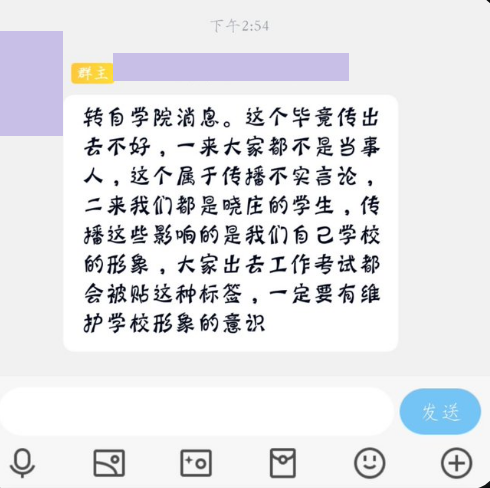 下午2:54
群主
转自学院消息。这个毕竟传出
去不好，一来大家都不是当事
人，这个属于传播不实言论，
二来我们都是晓庄的学生，传
播这些影响的是我们自己学校
的形象，大家出去工作考试都
会被贴这种标签，一定要有维
护学校形象的意识
发送